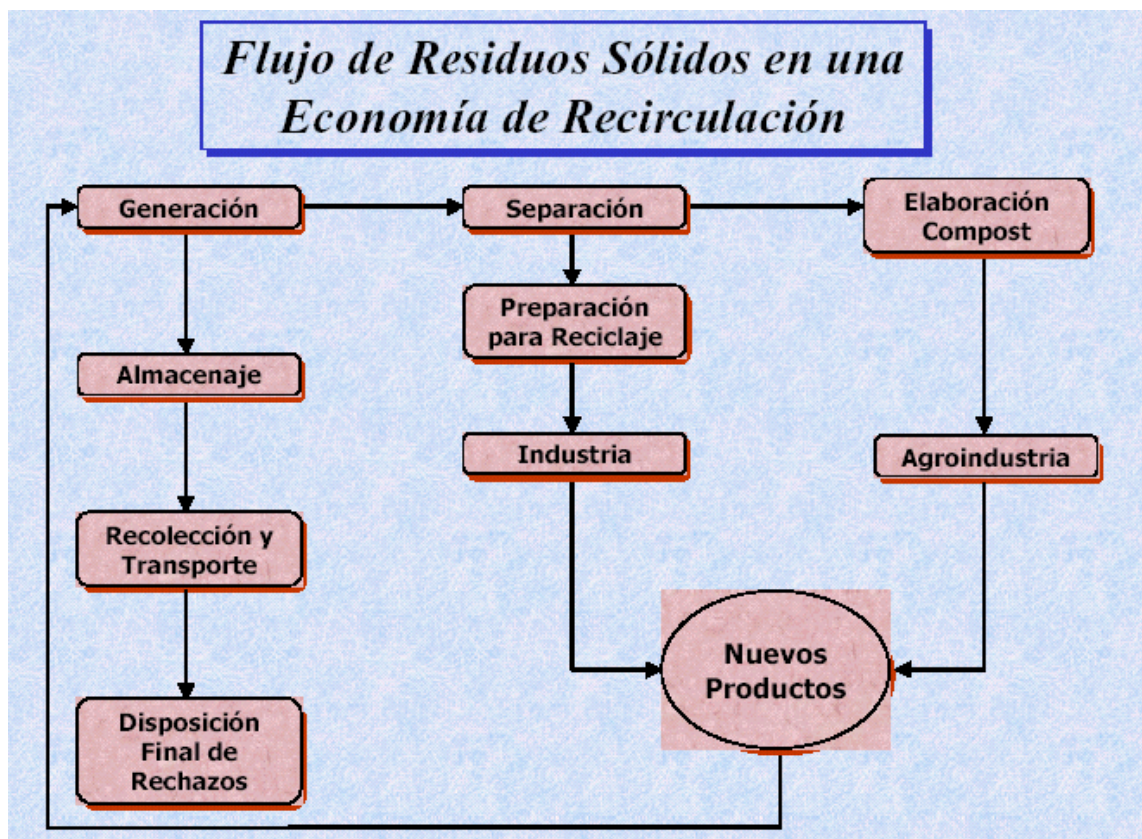 Flujo de Residuos Sólidos en una
Economía de Recirculación
Generación
Separación
Elaboración
Compost
Preparación
para Reciclaje
Almacenaje
Industria
Agroindustria
Recolección y
Transporte
Nuevos
Productos
Disposición
Final de
Rechazos